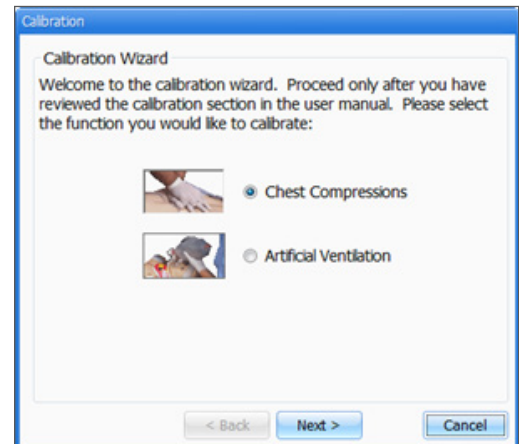 Calibration
Calibration Wizard
Welcome to the calibration wizard. Proceed only after you have
reviewed the calibration section in the user manual. Please select
the function you would like to calibrate:
Chest Compressions
Artificial Ventilation
< Back
Next >
Cancel